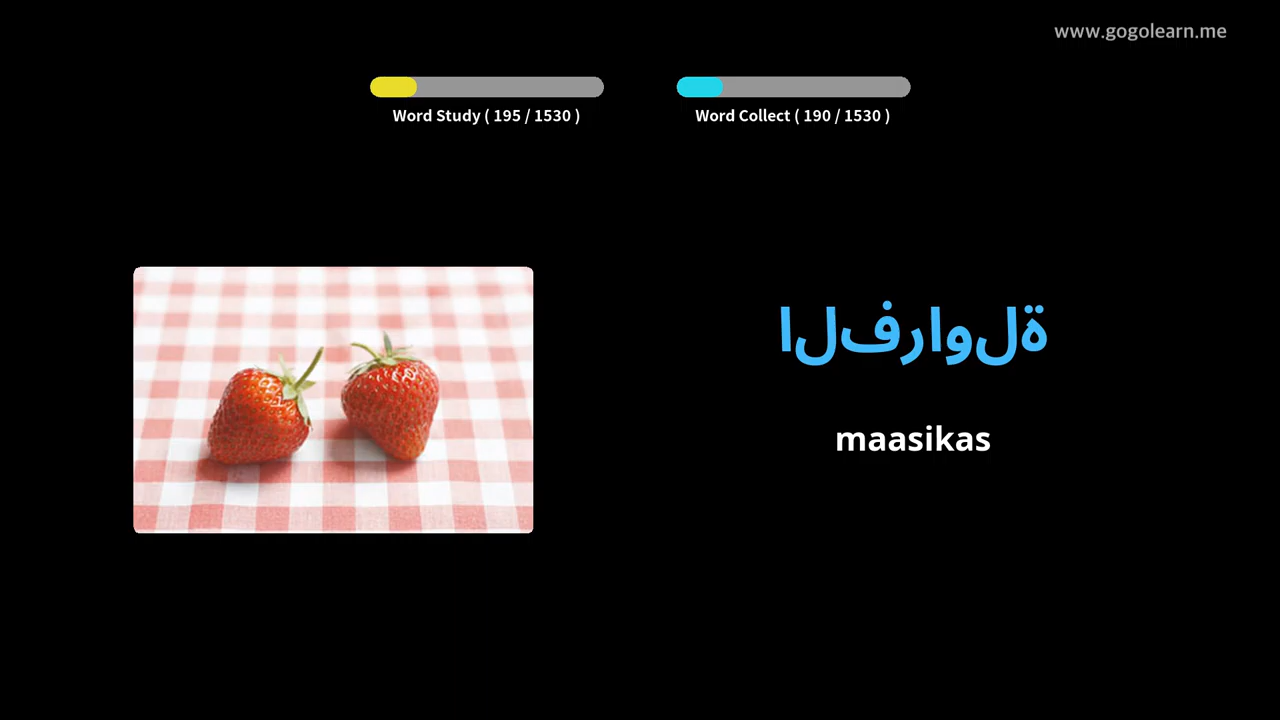 www.gogolearn.me
Word Study ( 195 / 1530 )
Word Collect ( 190 / 1530 )
الفراولة
maasikas